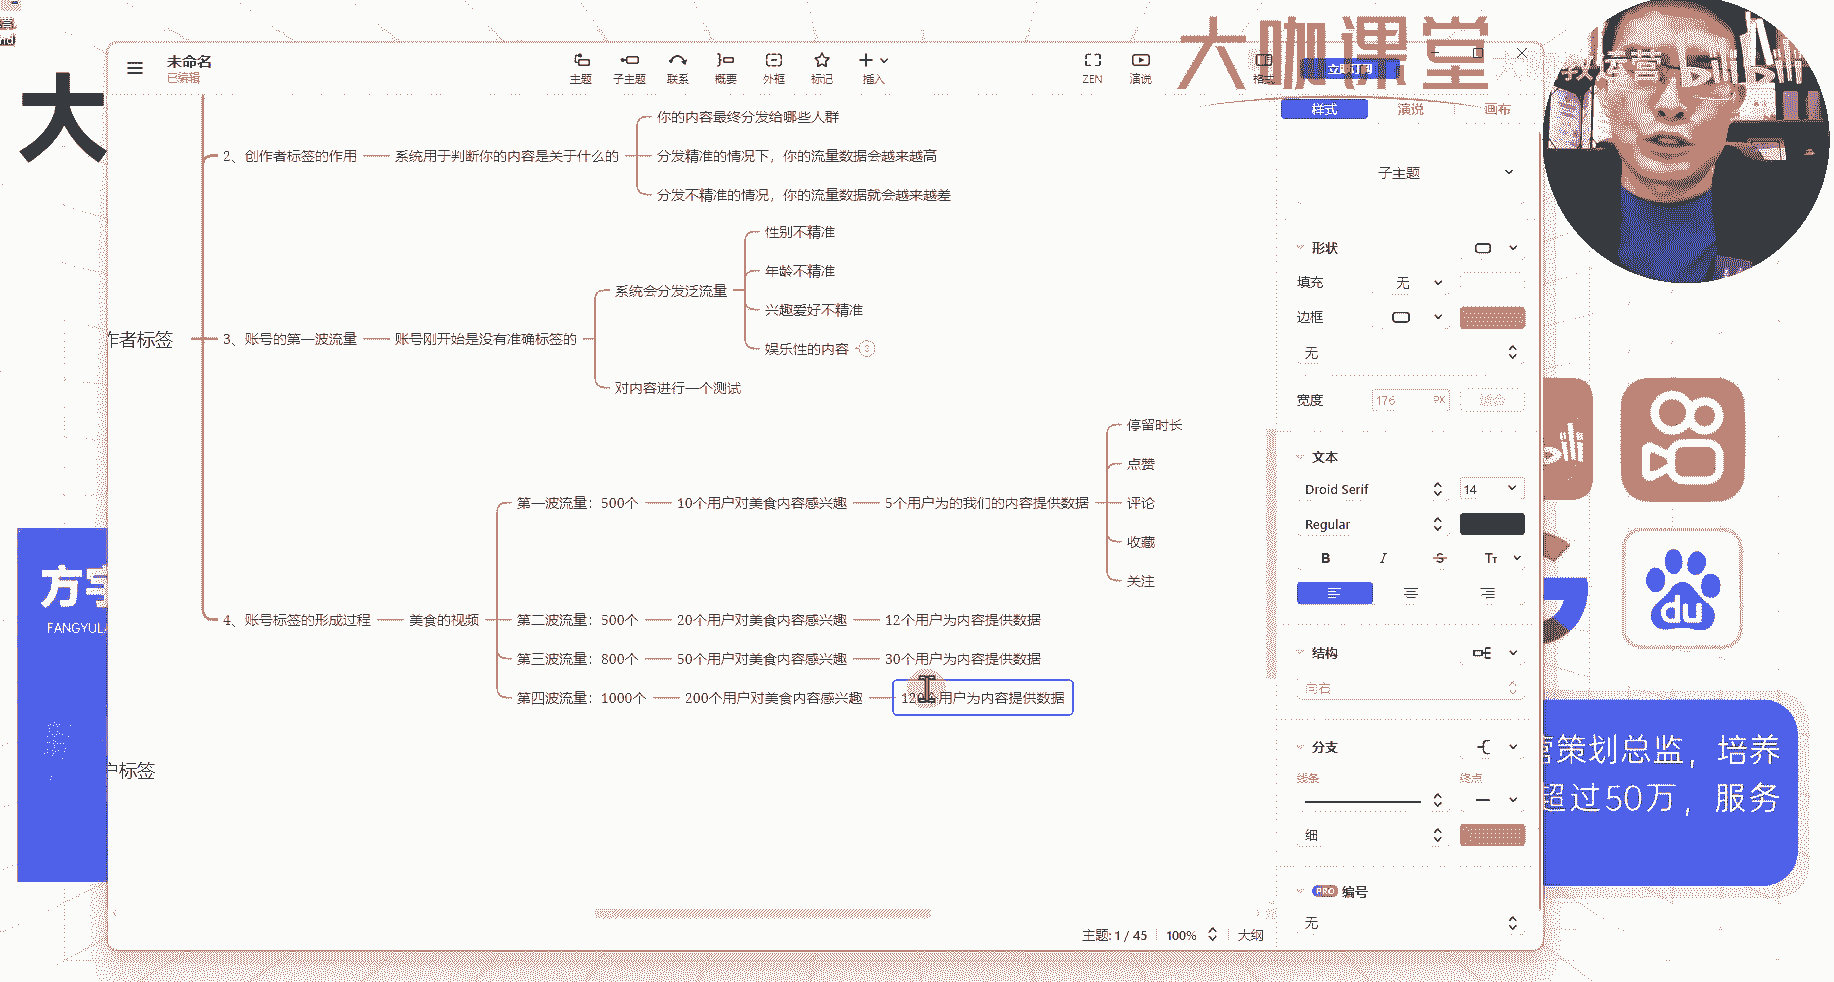 大咖课堂
未命名
已编辑
主题
子主题
联系
概要
外框
标记
插入
ZEN
演说
格式
样式
演说
画布
大
运营
bilibili
你的内容最终分发给哪些人群
2、创作者标签的作用
系统用于判断你的内容是关于什么的
分发精准的情况下，你的流量数据会越来越高
分发不精准的情况，你的流量数据就会越来越差
性别不精准
年龄不精准
系统会分发泛流量
兴趣爱好不精准
作者标签
3、账号的第一波流量
账号刚开始是没有准确标签的
娱乐性的内容
对内容进行一个测试
停留时长
点赞
第一波流量：500个
10个用户对美食内容感兴趣
5个用户为的我们的内容提供数据
评论
收藏
关注
4、账号标签的形成过程
美食的视频
第二波流量：500个
20个用户对美食内容感兴趣
12个用户为内容提供数据
第三波流量：800个
50个用户对美食内容感兴趣
30个用户为内容提供数据
第四波流量：1000个
200个用户对美食内容感兴趣
用户为内容提供数据
户标签
子主题
形状
填充
无
边框
无
宽度
176
PX
文本
Droid Serif
14
Regular
B
I
S
Tт
结构
向右
分支
线条
终点
细
PRO 编号
无
主题: 1 / 45
100%
大纲
方宇
FANGYULA
du
营策划总监，培养
超过50万，服务